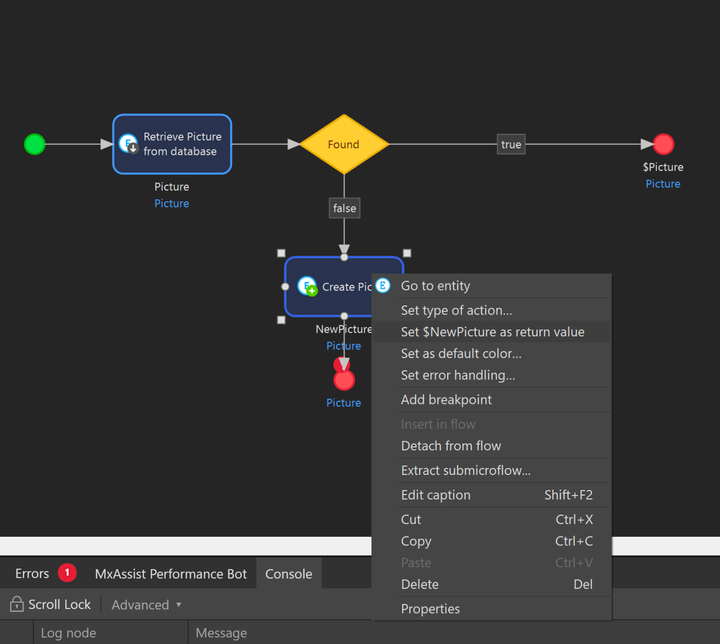 Retrieve Picture
from database
Picture
Picture
Found
true
$Picture
Picture
false
Create Pic
NewPicture
Picture
Picture
E
Go to entity
Set type of action...
Set $NewPicture as return value
Set as default color...
Set error handling...
Add breakpoint
Insert in flow
Detach from flow
Extract submicroflow...
Edit caption Shift+F2
Cut Ctrl+X
Copy Ctrl+C
Paste Ctrl+V
Delete Del
Properties
Errors 1 MxAssist Performance Bot Console
Scroll Lock Advanced
Log node Message